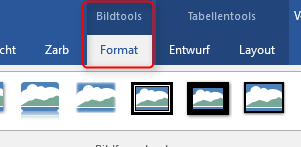 Bildtools Tabellentools
cht Zarb Format Entwurf Layout